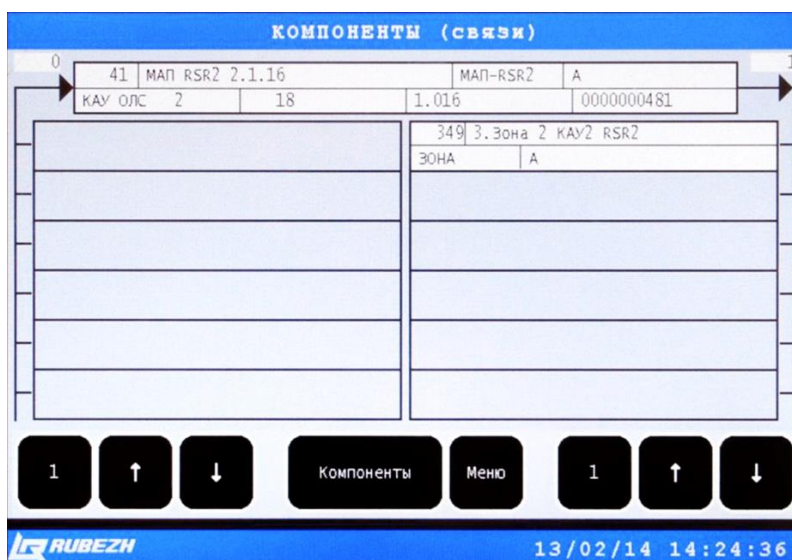 КОМПОНЕНТЫ (связи)
0 1
41 МАП RSR2 2.1.16 МАП-RSR2 А
КАУ ОЛС 2 18 1.016 0000000481
349 3.Зона 2 КАУ2 RSR2
ЗОНА А
1 ↑ ↓ Компоненты Меню 1 ↑ ↓
RUBEZH 13/02/14 14:24:36